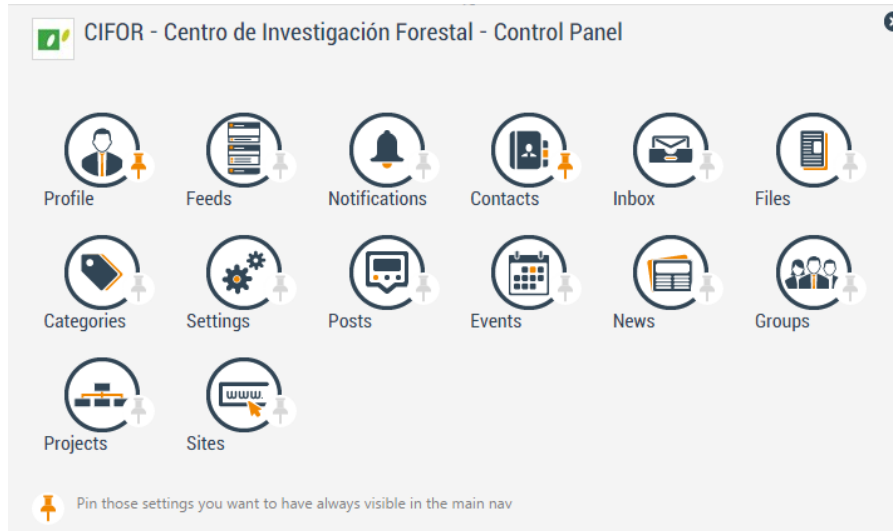 CIFOR - Centro de Investigación Forestal - Control Panel
Profile Feeds Notifications Contacts Inbox Files
Categories Settings Posts Events News Groups
www.
Projects Sites
Pin those settings you want to have always visible in the main nav